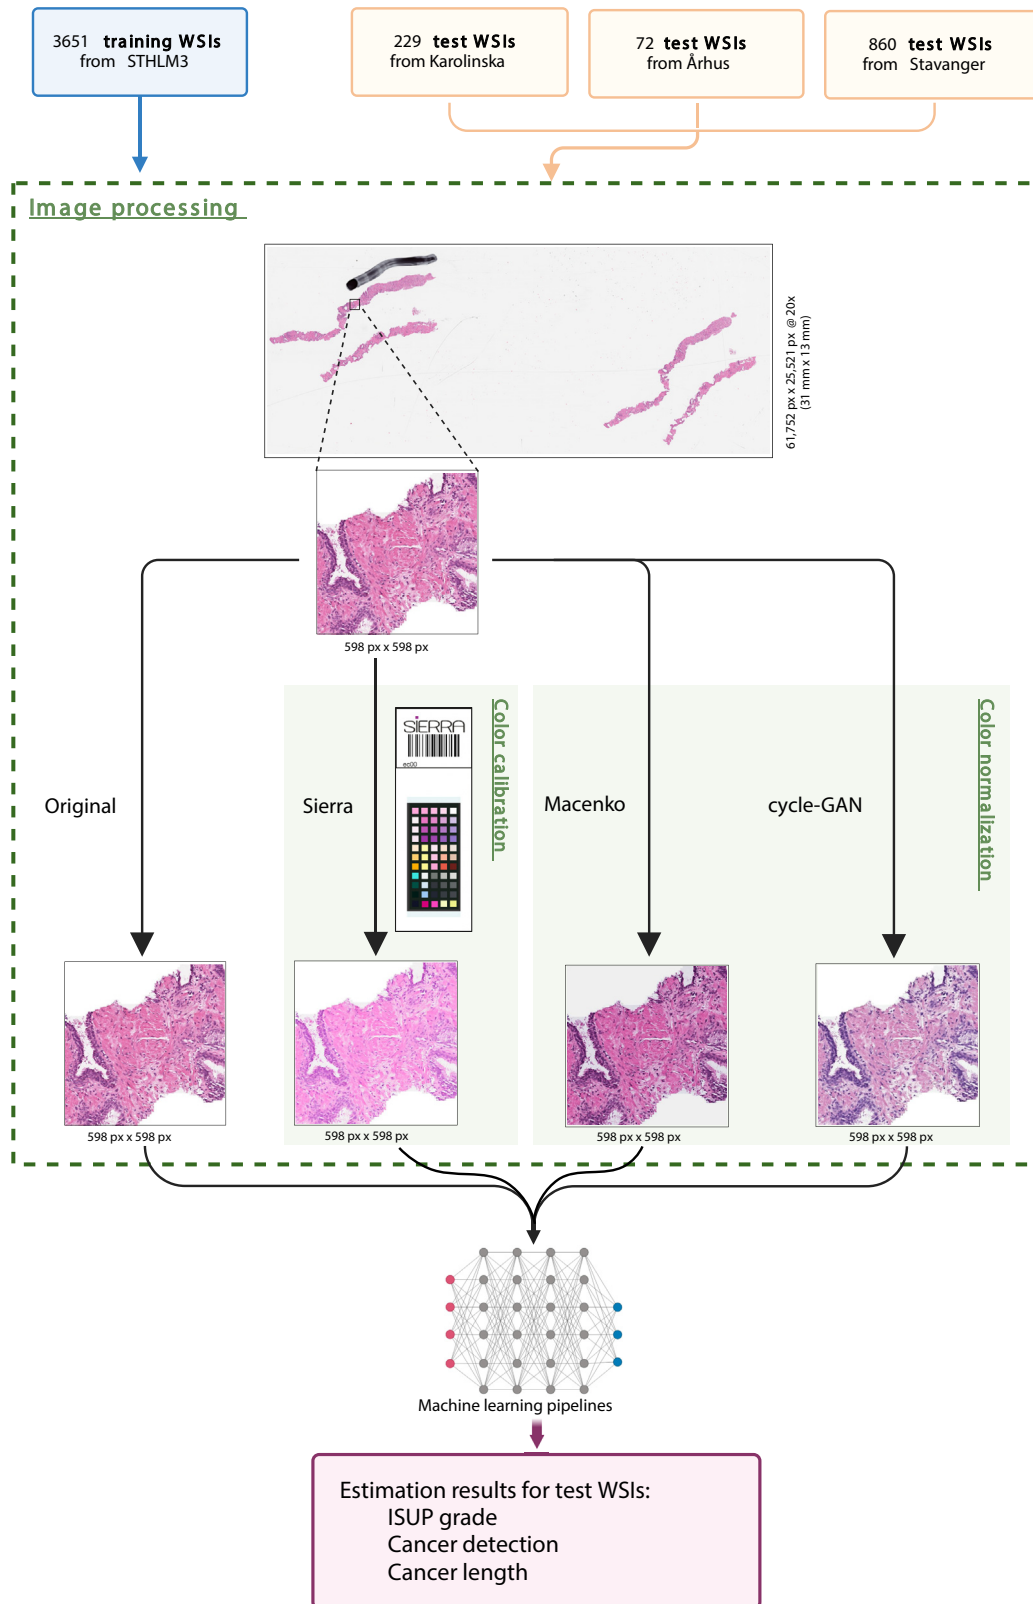 3651 training WSIs
from STHLM3
229 test WSIs
from Karolinska
72 test WSIs
from Århus
860 test WSIs
from Stavanger
Image processing
61,752 px x 25,521 px @ 20x
(31 mm x 13 mm)
598 px x 598 px
Original
Sierra
SiERRA
ec00
Color calibration
Macenko
cycle-GAN
Color normalization
598 px x 598 px
598 px x 598 px
598 px x 598 px
598 px x 598 px
Machine learning pipelines
Estimation results for test WSIs:
ISUP grade
Cancer detection
Cancer length